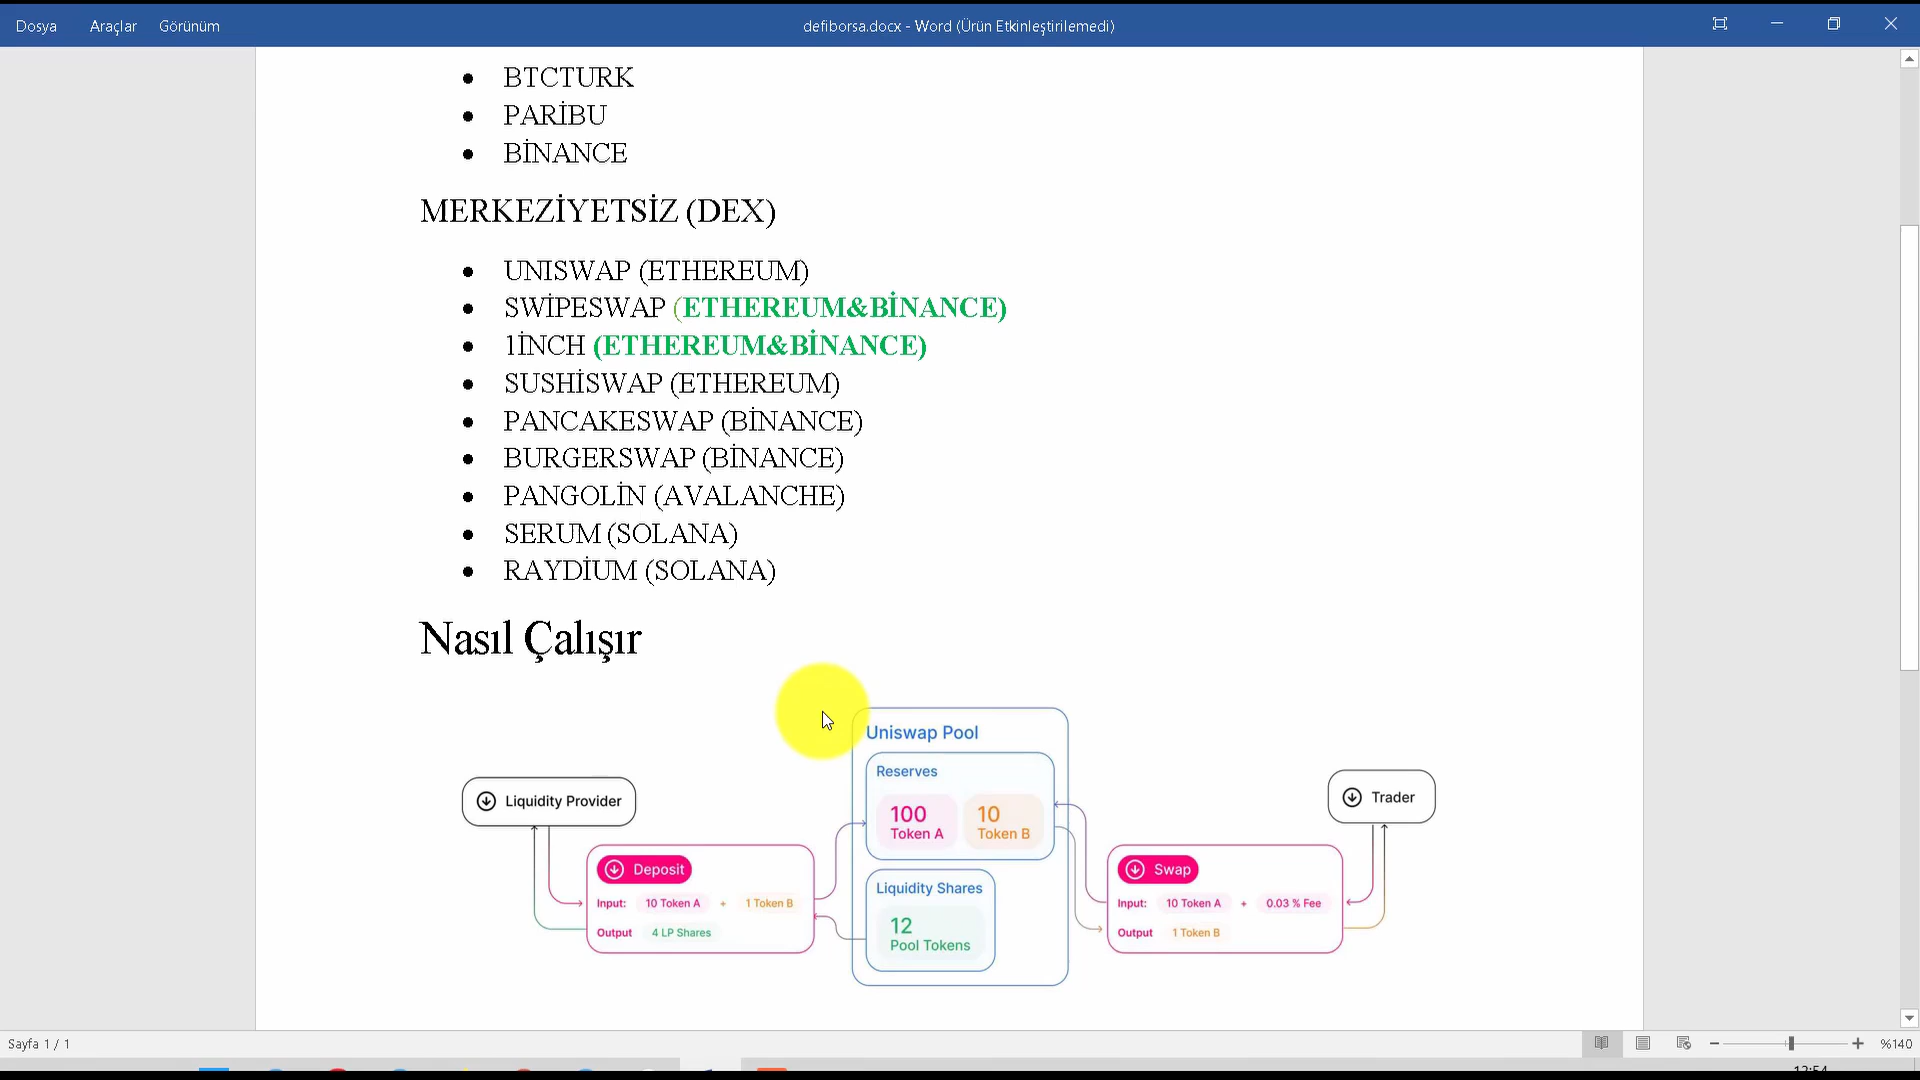 Dosya Araçlar Görünüm defiborsa.docx - Word (Ürün Etkinleştirilemedi)
• BTCTURK
• PARİBU
• BİNANCE
MERKEZİYETSİZ (DEX)
• UNISWAP (ETHEREUM)
• SWİPESWAP (ETHEREUM&BİNANCE)
• 1İNCH (ETHEREUM&BİNANCE)
• SUSHİSWAP (ETHEREUM)
• PANCAKESWAP (BİNANCE)
• BURGERSWAP (BİNANCE)
• PANGOLİN (AVALANCHE)
• SERUM (SOLANA)
• RAYDİUM (SOLANA)
Nasıl Çalışır
Liquidity Provider
Deposit
Input: 10 Token A + 1 Token B
Output 4 LP Shares
Uniswap Pool
Reserves
100 10
Token A Token B
Liquidity Shares
12
Pool Tokens
Trader
Swap
Input: 10 Token A + 0.03 % Fee
Output 1 Token B
Sayfa 1 / 1 %140